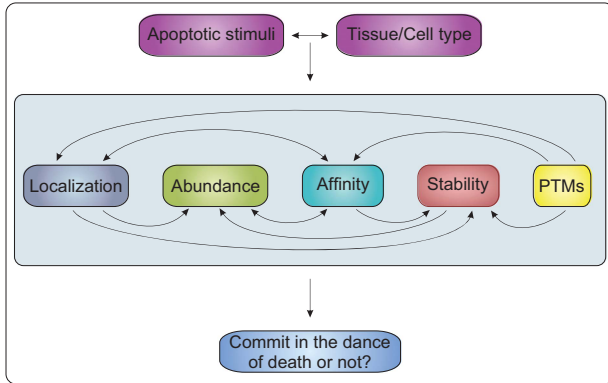 Apoptotic stimuli
Tissue/Cell type
Localization
Abundance
Affinity
Stability
PTMs
Commit in the dance
of death or not?